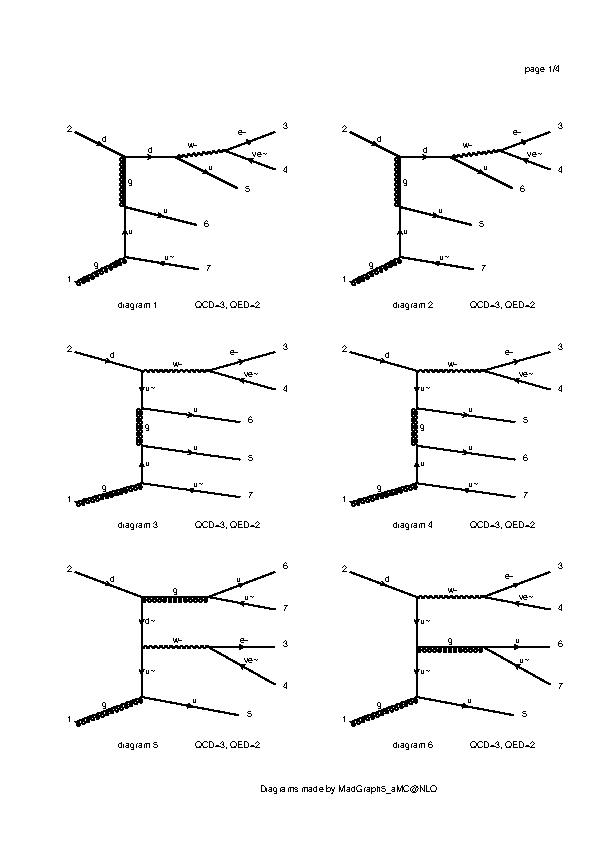 page 1/4
2 d d w- e- 3
ve~ 4
g u 5
u 6
u
1 g u~ 7
diagram 1 QCD=3, QED=2
2 d d w- e- 3
ve~ 4
g u 6
u 5
u
1 g u~ 7
diagram 2 QCD=3, QED=2
2 d w- e- 3
ve~ 4
u~
g u 6
u 5
u
1 g u~ 7
diagram 3 QCD=3, QED=2
2 d w- e- 3
ve~ 4
u~
g u 5
u 6
u
1 g u~ 7
diagram 4 QCD=3, QED=2
2 d g u 6
u~ 7
d~
w- e- 3
ve~ 4
u~
1 g u 5
diagram 5 QCD=3, QED=2
2 d w- e- 3
ve~ 4
u~
g u 6
u~ 7
u~
1 g u 5
diagram 6 QCD=3, QED=2
Diagrams made by MadGraph5_aMC@NLO